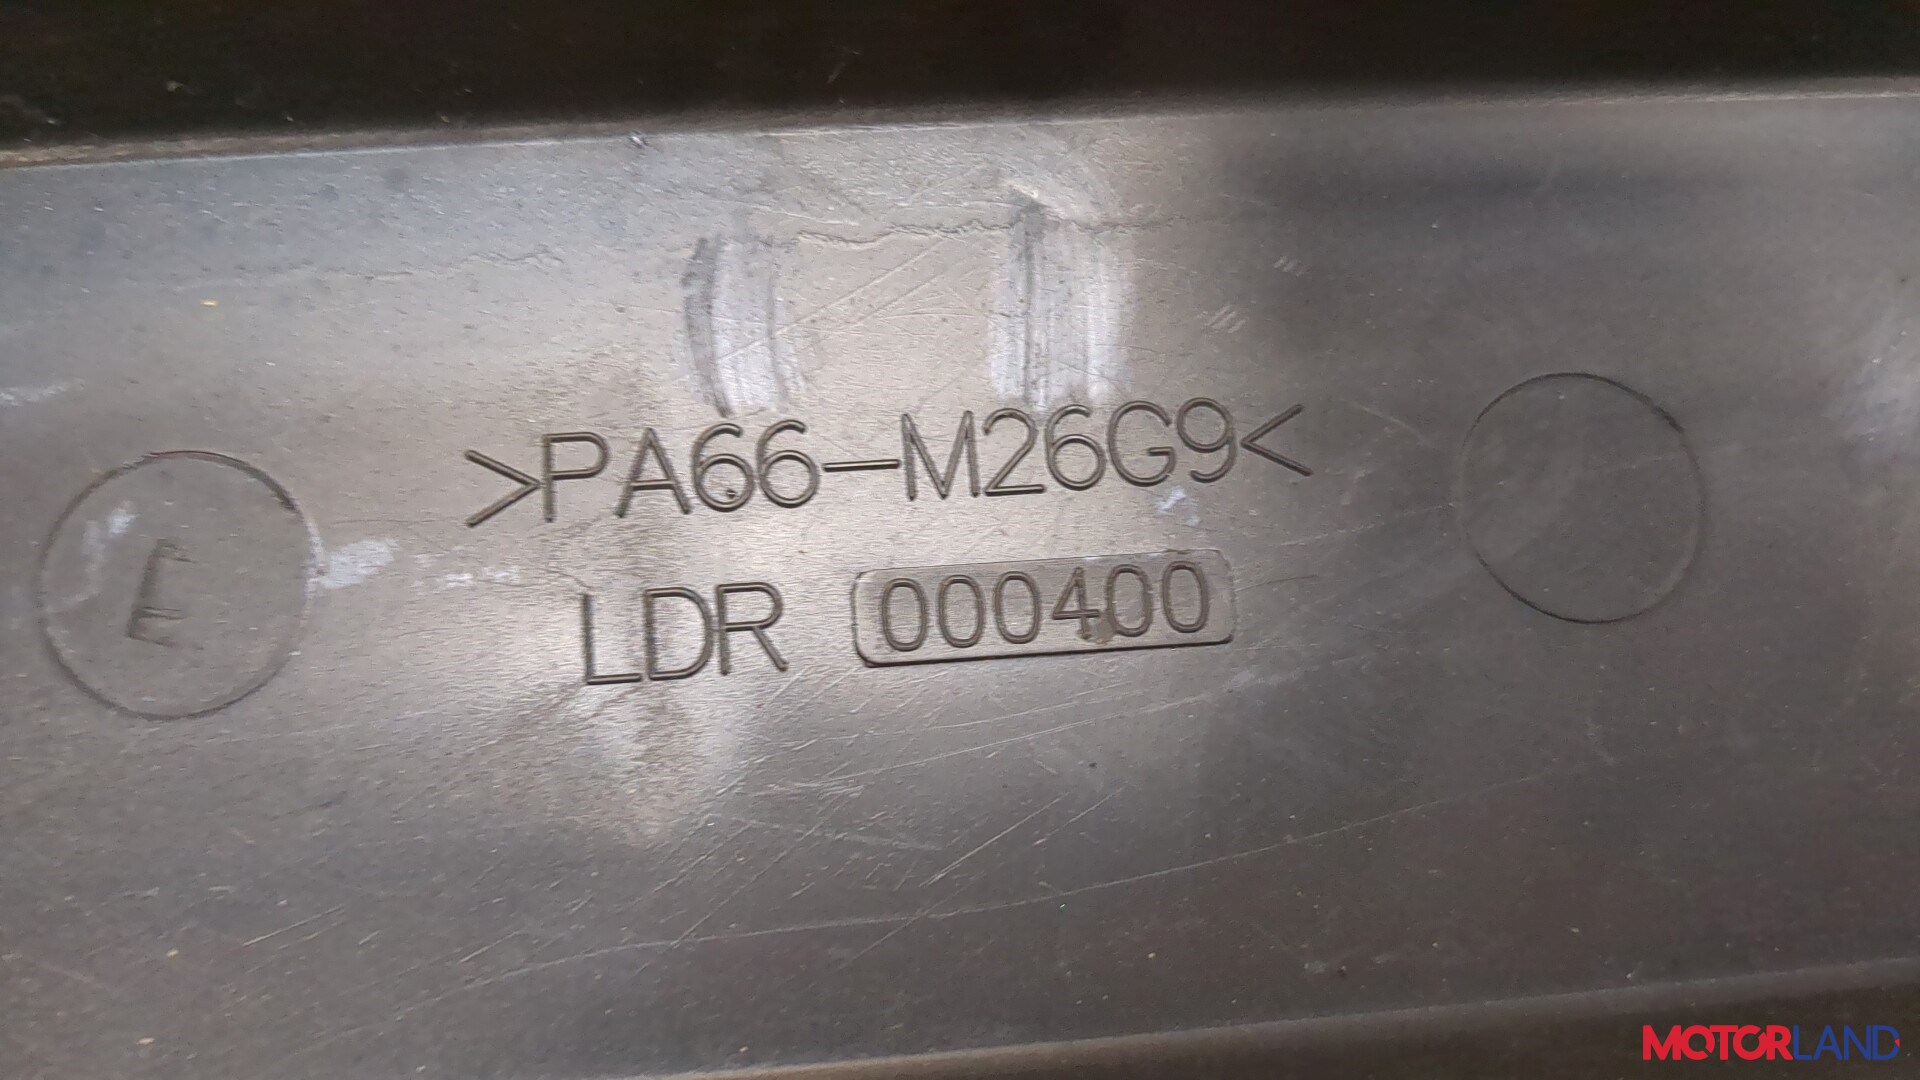 >PA66-M26G9<
LDR 000400
E
MOTORLAND